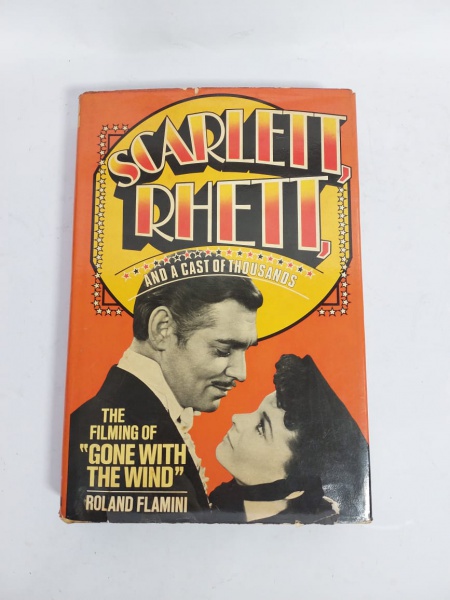 SCARLETT,
RHETT,
AND A CAST OF THOUSANDS
THE
FILMING OF
"GONE WITH
THE WIND"
ROLAND FLAMINI